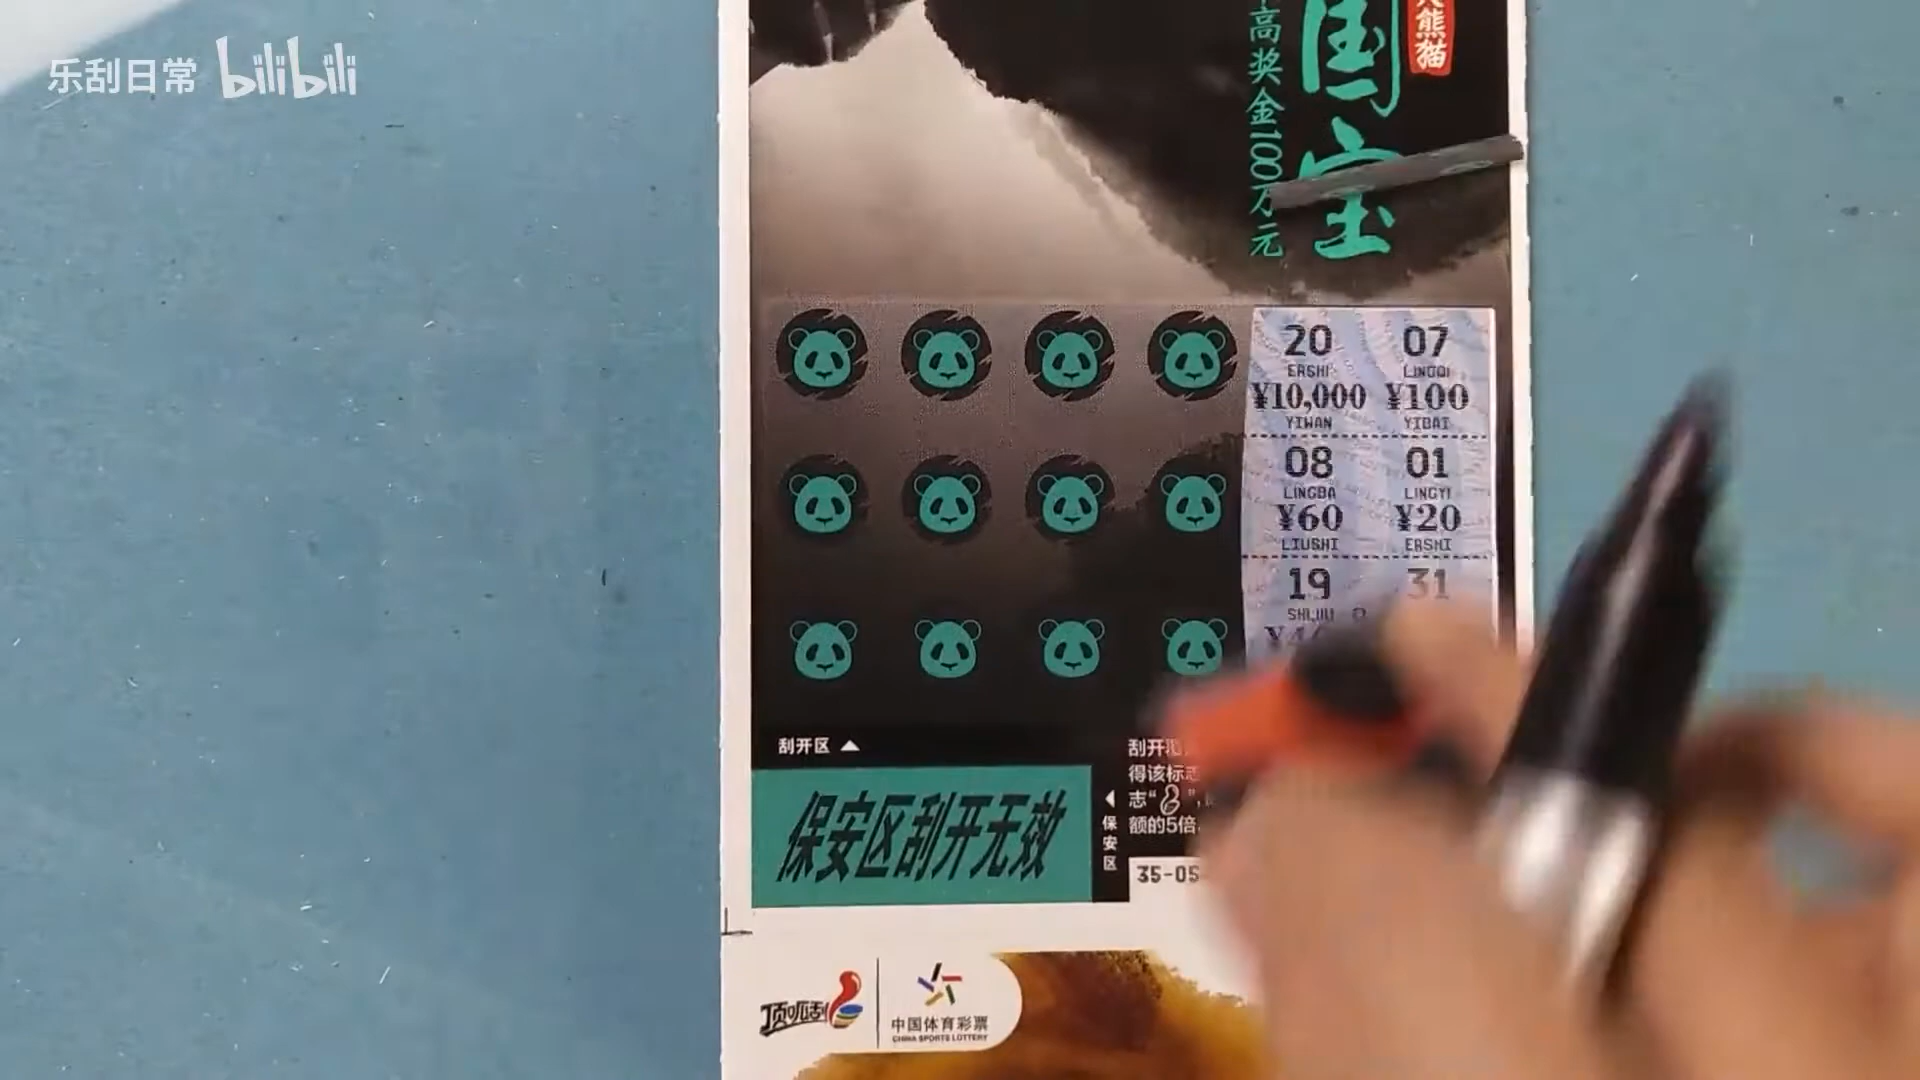 乐刮日常 bilibili
熊猫
国宝
高奖金100万元
20 07
ERSHI LINGQI
¥10,000 ¥100
YIWAN YIBAI
08 01
LINGBA LINGYI
¥60 ¥20
LIUSHI ERSHI
19 31
SHIJIU
刮开区
刮开
得该标志
志“
额的5倍
保安区
保安区刮开无效
35-05
顶呱刮
中国体育彩票
CHINA SPORTS LOTTERY